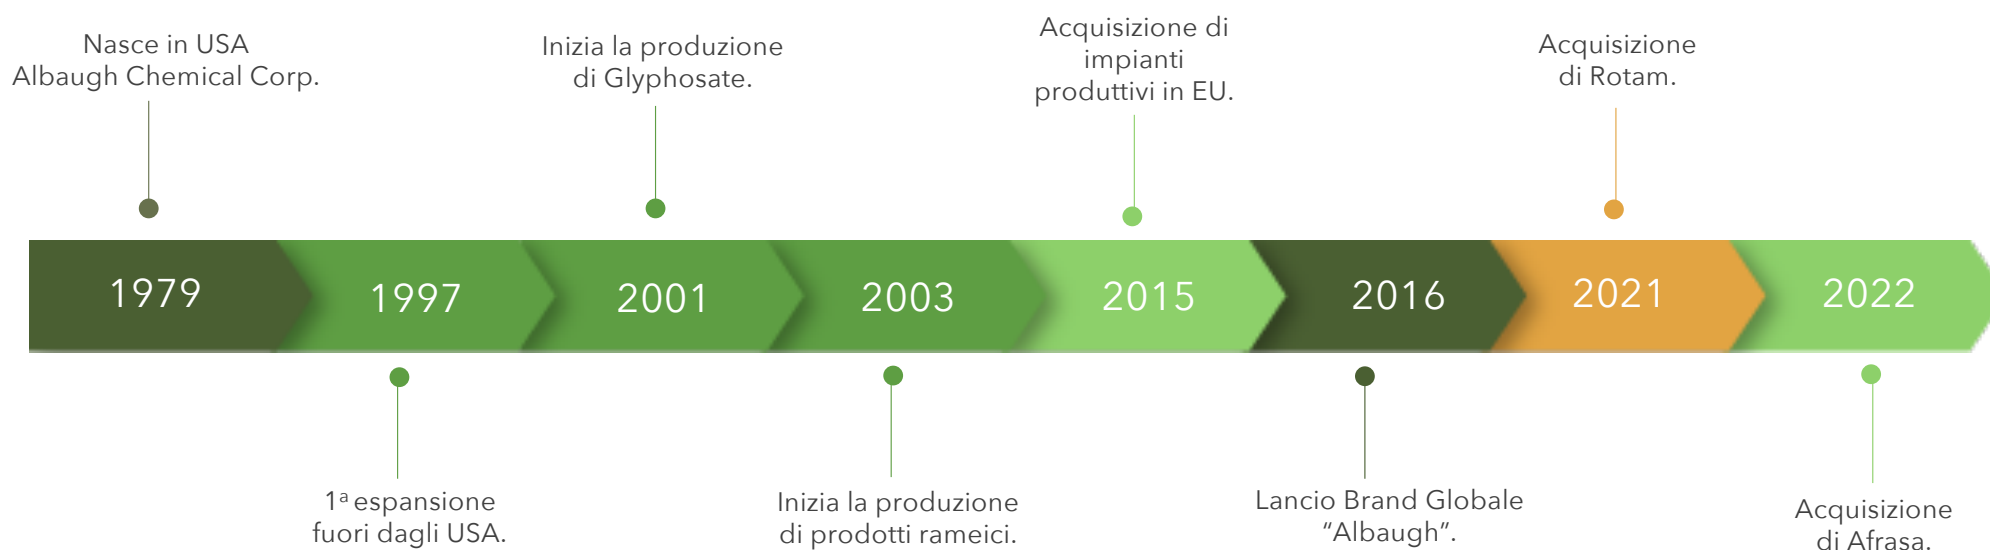 Nasce in USA
Albaugh Chemical Corp.
Inizia la produzione
di Glyphosate.
Acquisizione di
impianti
produttivi in EU.
Acquisizione
di Rotam.
1979
1997
2001
2003
2015
2016
2021
2022
1ª espansione
fuori dagli USA.
Inizia la produzione
di prodotti rameici.
Lancio Brand Globale
“Albaugh”.
Acquisizione
di Afrasa.